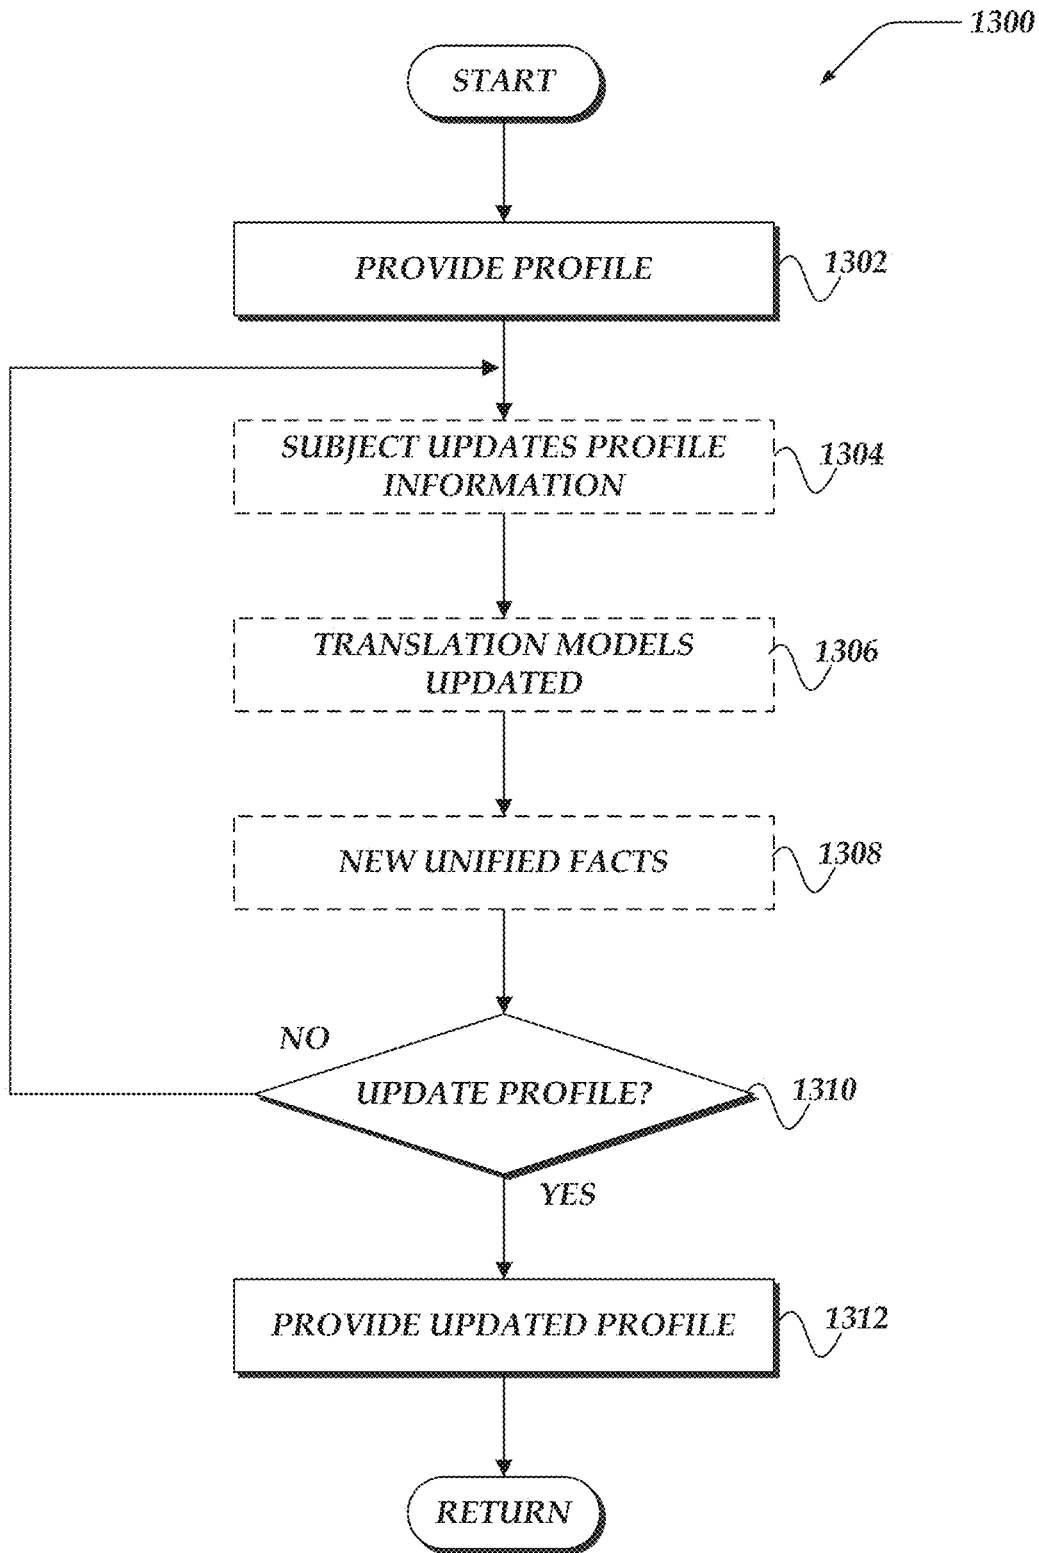 1300
START
PROVIDE PROFILE
1302
SUBJECT UPDATES PROFILE
INFORMATION
1304
TRANSLATION MODELS
UPDATED
1306
NEW UNIFIED FACTS
1308
NO
UPDATE PROFILE?
1310
YES
PROVIDE UPDATED PROFILE
1312
RETURN